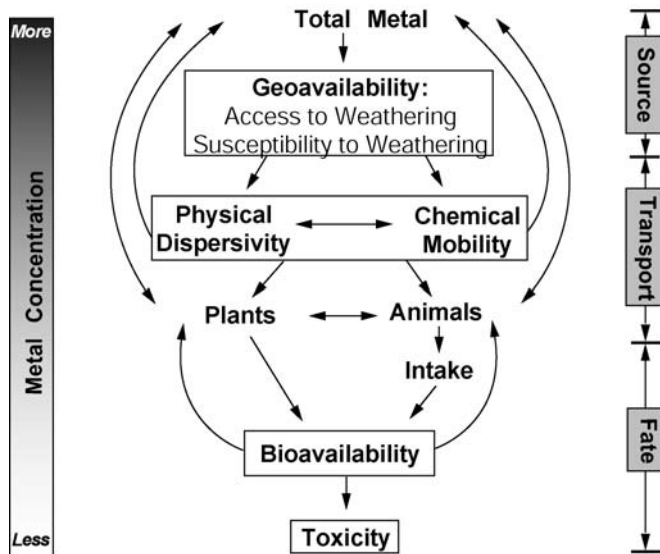 More
Metal Concentration
Less
Total Metal
Geoavailability:
Access to Weathering
Susceptibility to Weathering
Physical
Dispersivity
Chemical
Mobility
Plants
Animals
Intake
Bioavailability
Toxicity
Source
Transport
Fate